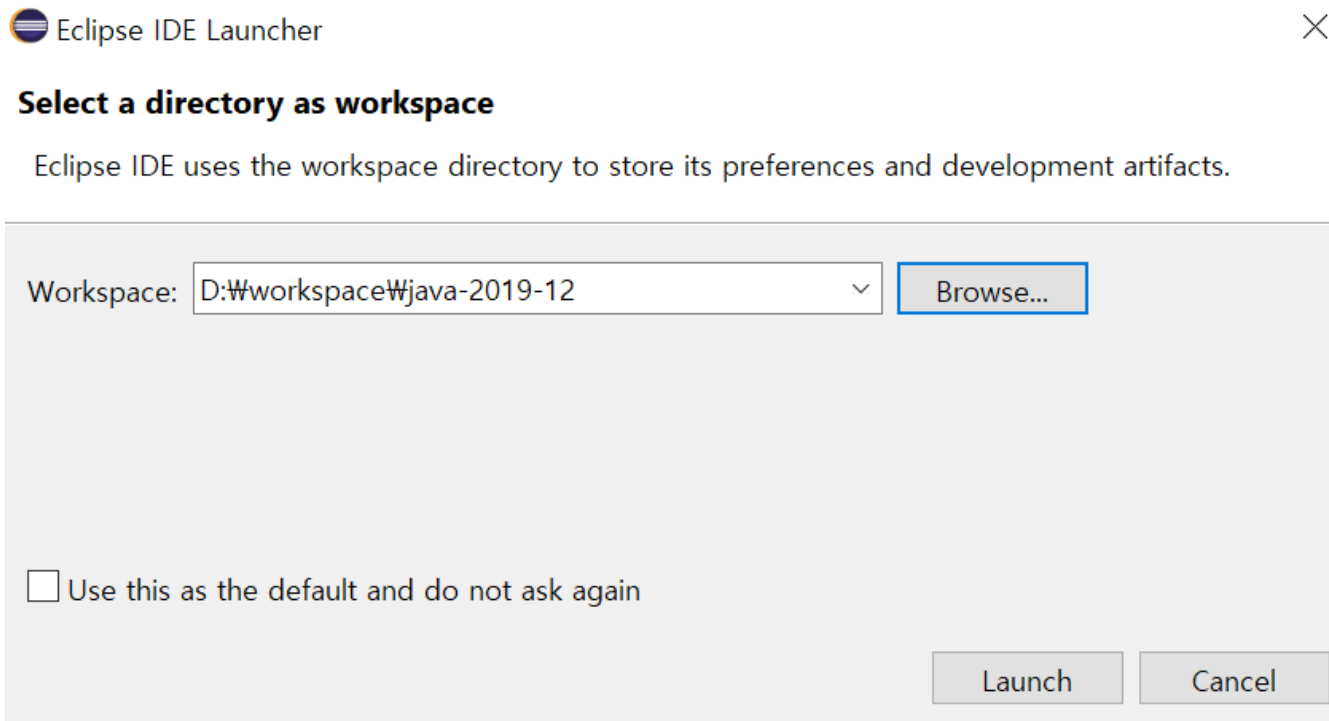 Eclipse IDE Launcher
Select a directory as workspace
Eclipse IDE uses the workspace directory to store its preferences and development artifacts.
Workspace: D:₩workspace₩java-2019-12 Browse...
Use this as the default and do not ask again
Launch Cancel